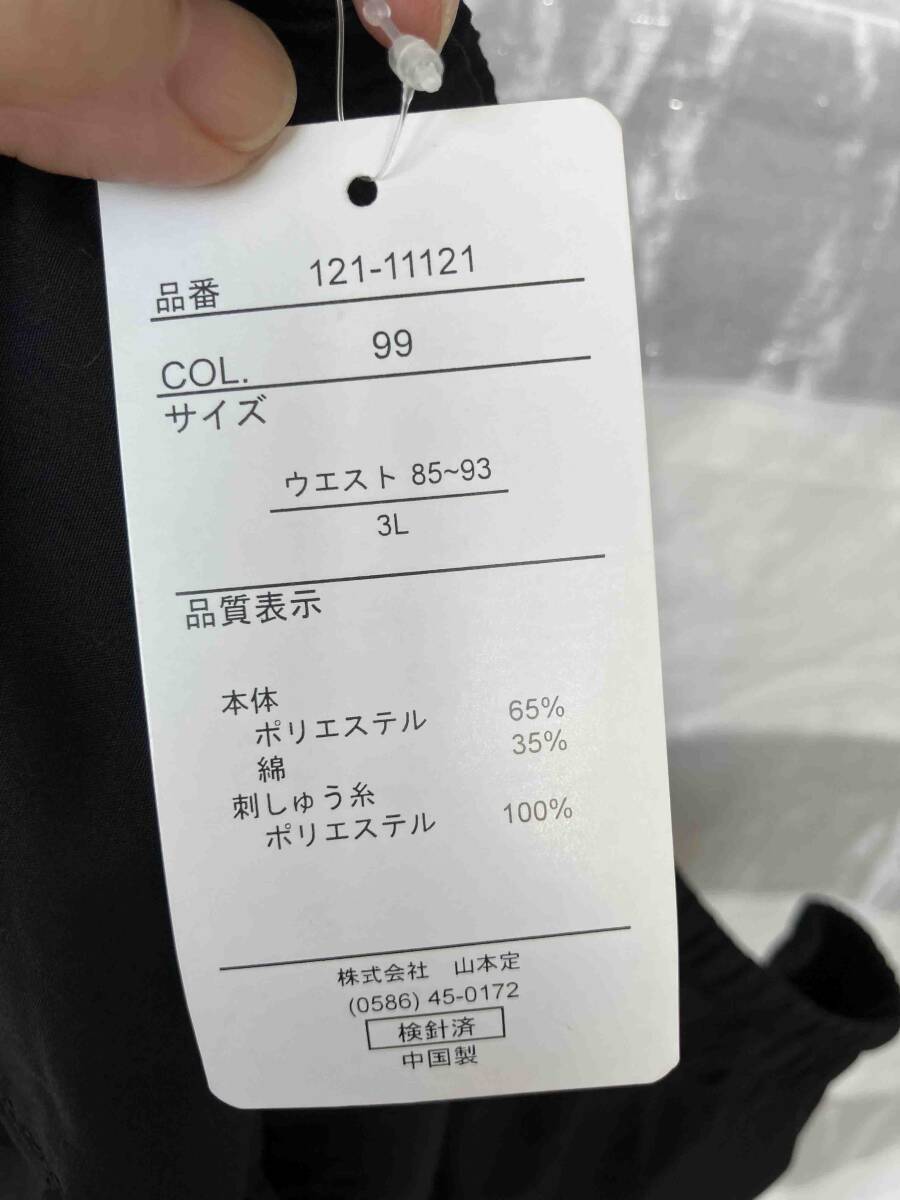 品番 121-11121
COL. 99
サイズ
ウエスト 85~93
3L
品質表示
本体
ポリエステル 65%
綿 35%
刺しゅう糸
ポリエステル 100%
株式会社 山本定
(0586) 45-0172
検針済
中国製